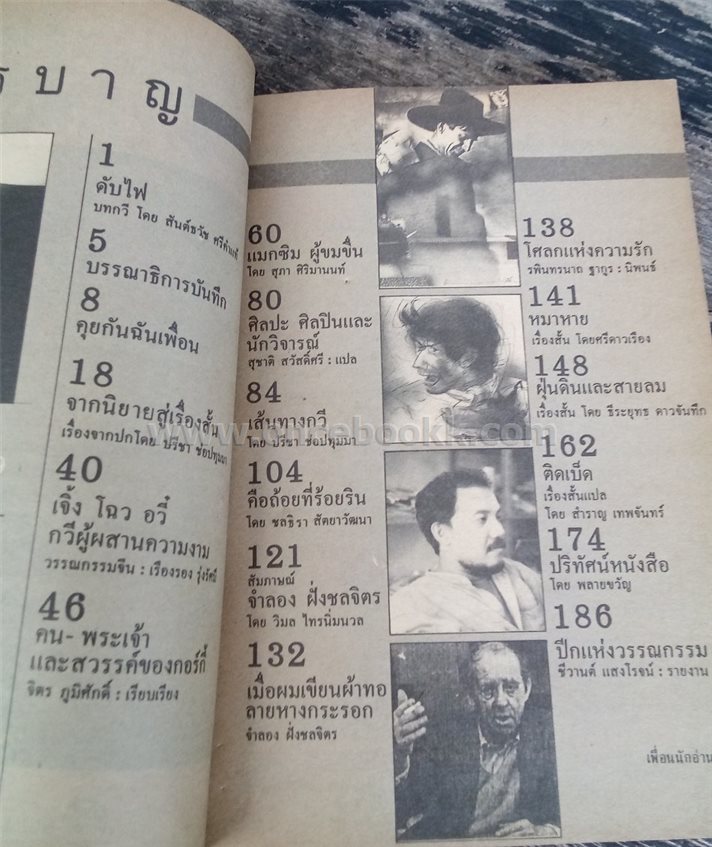 รบาญ
1
ดับไฟ
บทกวี โดย สันต์ธวัช ศรีคำแท้
5
บรรณาธิการบันทึก
8
คุยกันฉันเพื่อน
18
จากนิยายสู่เรื่องสั้น
เรื่องจากปกโดย ปรีชา ช่อปทุมมา
40
เจิ้ง โฉว อวี๋
กวีผู้ผสานความงาม
วรรณกรรมจีน : เรืองรอง รุ่งรัศมี
46
คน- พระเจ้า
และสวรรค์ของกอร์กี้
จิตร ภูมิศักดิ์ : เรียบเรียง
60
แมกซิม ผู้ขมขื่น
โดย สุภา ศิริมานนท์
80
ศิลปะ ศิลปินและ
นักวิจารณ์
สุชาติ สวัสดิ์ศรี : แปล
84
เส้นทางกวี
โดย ปรีชา ช่อปทุมมา
104
คือถ้อยที่ร้อยริน
โดย ชลธิรา สัตยาวัฒนา
121
สัมภาษณ์
จำลอง ฝั่งชลจิตร
โดย วิมล ไทรนิ่มนวล
132
เมื่อผมเขียนผ้าทอ
ลายหางกระรอก
จำลอง ฝั่งชลจิตร
138
โศลกแห่งความรัก
รพินทรนาถ ฐากูร : นิพนธ์
141
หมาหาย
เรื่องสั้น โดยศรีดาวเรือง
148
ฝุ่นดินและสายลม
เรื่องสั้น โดย ธีระยุทธ ดาวจันทึก
162
ติดเบ็ด
เรื่องสั้นแปล
โดย สำราญ เทพจันทร์
174
ปริทัศน์หนังสือ
โดย พลายขวัญ
186
ปีกแห่งวรรณกรรม
ชีวานต์ แสงโรจน์ : รายงาน
เพื่อนนักอ่าน